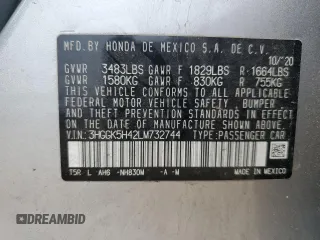 MFD.BY HONDA DE MEXICO S.A. DE C.V.
10/'20
GVWR 3483LBS GAWR F 1829LBS R-1664LBS
1580KG GAWR F 830KG R 755KG
THIS VEHICLE CONFORMS TO ALL APPLICABLE
FEDERAL MOTOR VEHICLE SAFETY, BUMPER
AND THEFT PREVENTION STANDARDS IN EFFECT
ON THE DATE OF MANUFACTURE SHOWN ABOVE.
V.I.N: 3HGGK5H42LM732744 TYPE:PASSENGER CAR
T5R L AH6 -NH830M -A -M
MADE IN MEXICO
DREAMBID